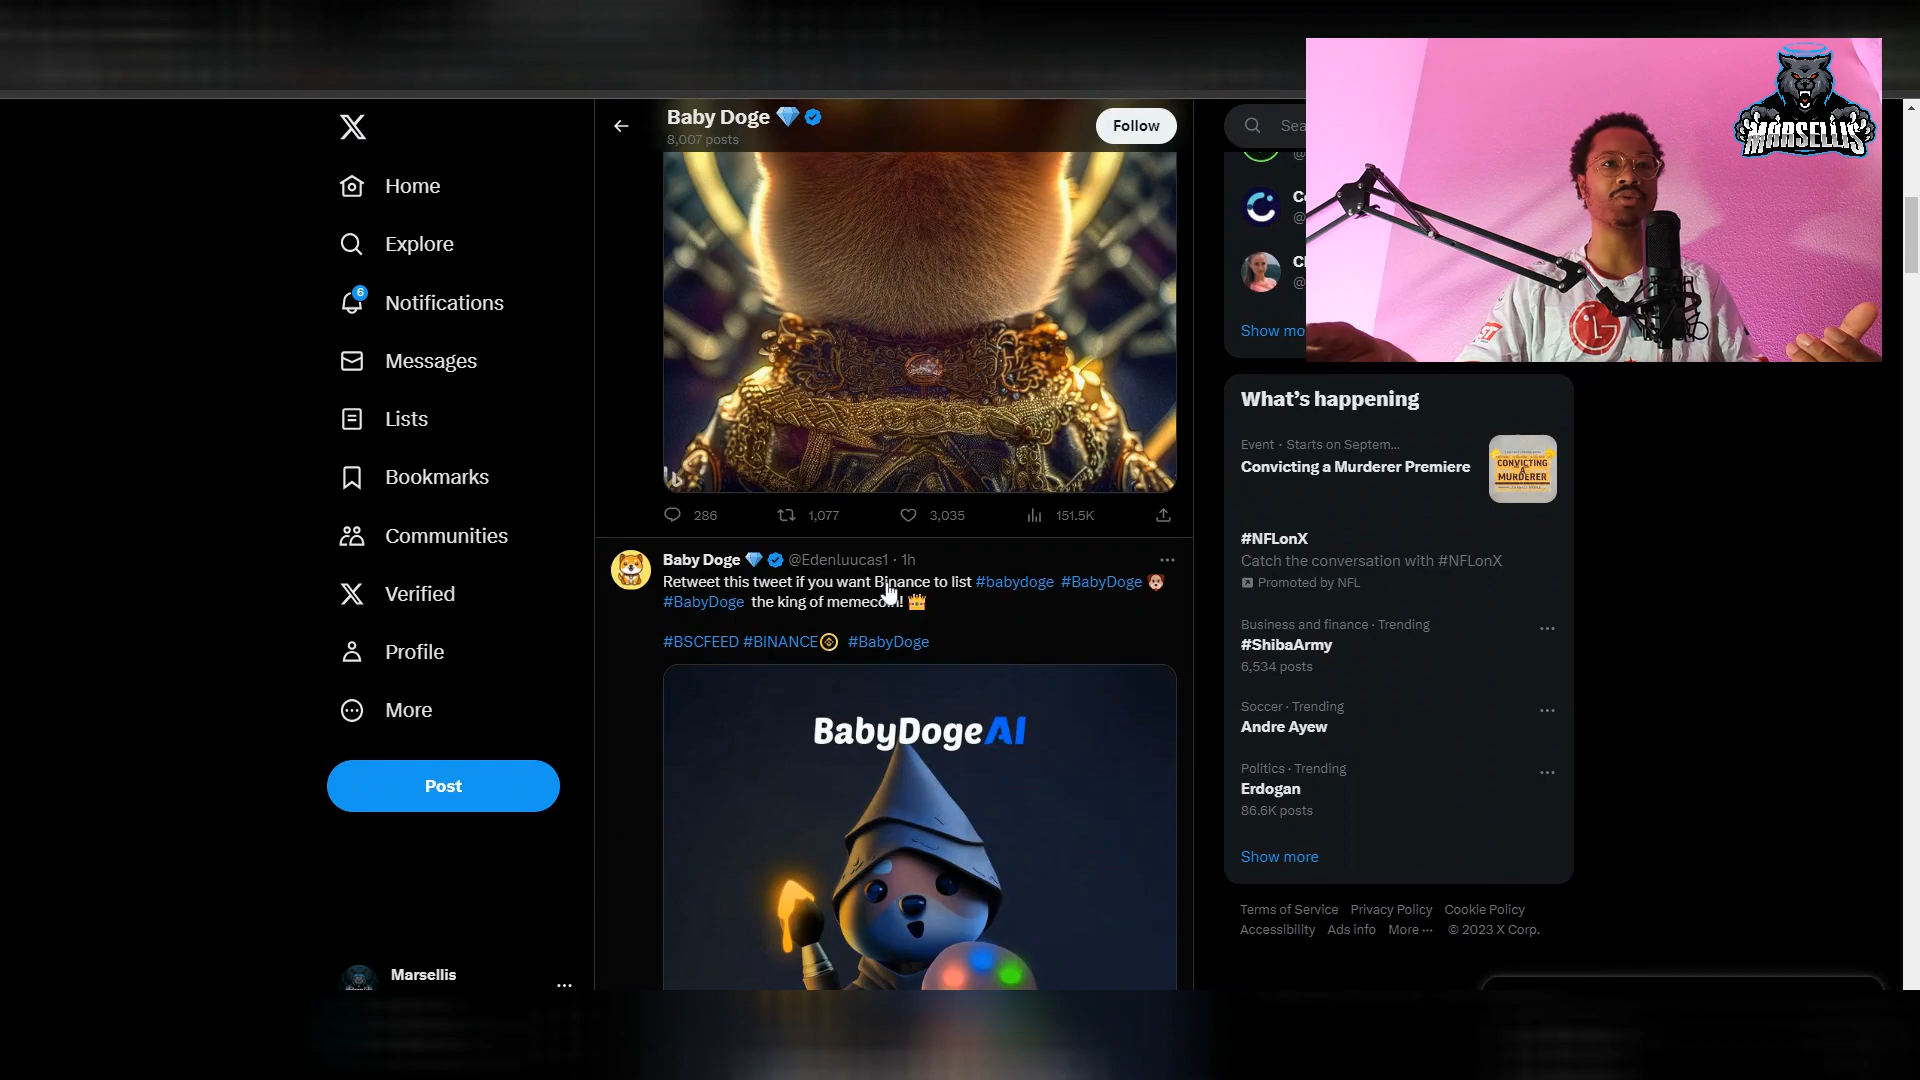 Home
Explore
6
Notifications
Messages
Lists
Bookmarks
Communities
Verified
Profile
More
Post
Marsellis
Baby Doge
8,007 posts
Follow
286 1,077 3,035 151.5K
Baby Doge @Edenluucas1 · 1h
Retweet this tweet if you want Binance to list #babydoge #BabyDoge
#BabyDoge the king of memecoin!
#BSCFEED #BINANCE #BabyDoge
BabyDogeAI
Show mo
MARSELLIS
LG
What's happening
Event · Starts on Septem...
Convicting a Murderer Premiere
CONVICTING
A
MURDERER
#NFLonX
Catch the conversation with #NFLonX
Promoted by NFL
Business and finance · Trending
#ShibaArmy
6,534 posts
Soccer · Trending
Andre Ayew
Politics · Trending
Erdogan
86.6K posts
Show more
Terms of Service Privacy Policy Cookie Policy
Accessibility Ads info More ··· © 2023 X Corp.